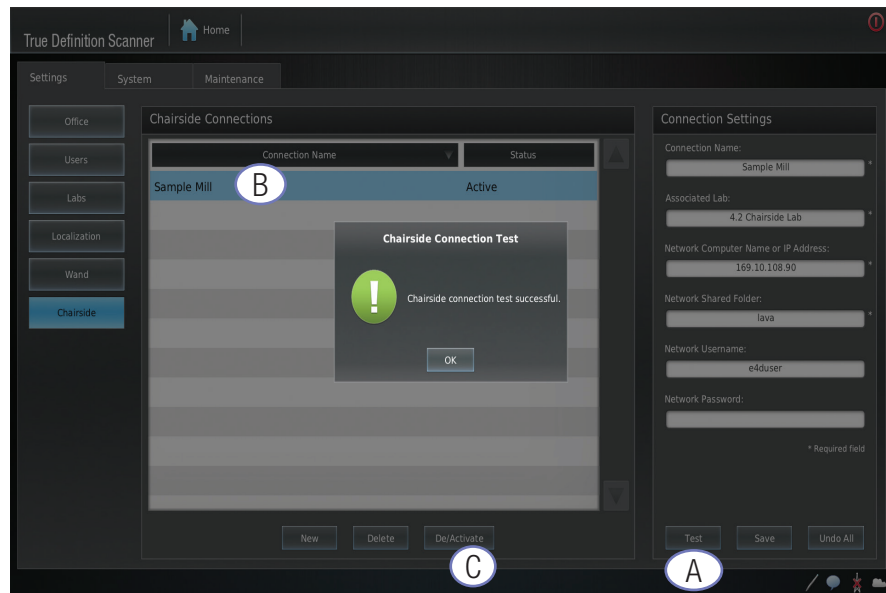 True Definition Scanner
Home
Settings
System
Maintenance
Office
Users
Labs
Localization
Wand
Chairside
Chairside Connections
Connection Name
Status
Sample Mill
B
Active
Chairside Connection Test
!
Chairside connection test successful.
OK
New
Delete
De/Activate
C
Connection Settings
Connection Name:
Sample Mill *
Associated Lab:
4.2 Chairside Lab *
Network Computer Name or IP Address:
169.10.108.90 *
Network Shared Folder:
lava *
Network Username:
e4duser
Network Password:
* Required field
Test
Save
Undo All
A